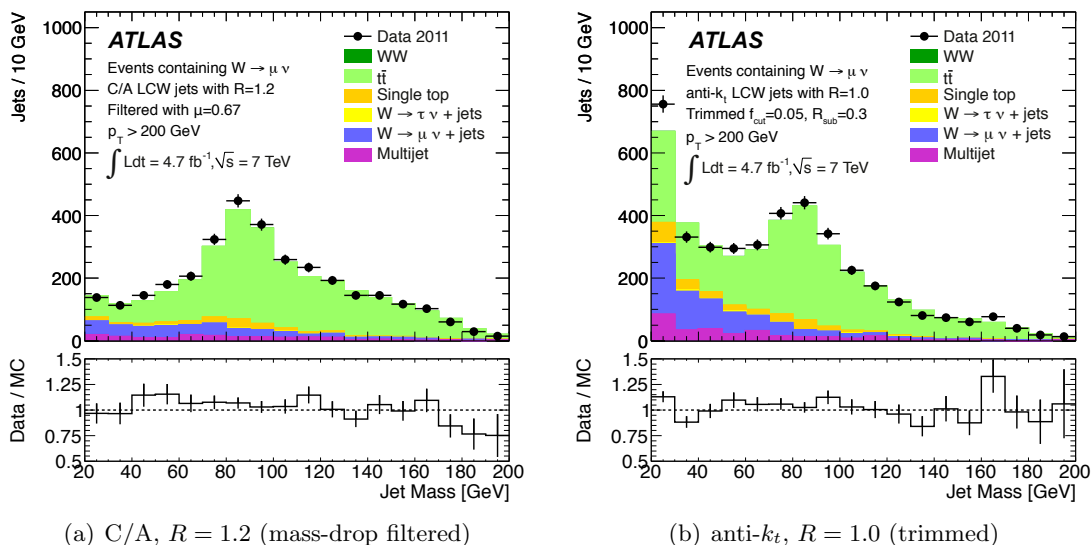 Jets / 10 GeV
1000
800
600
400
200
0
ATLAS
Events containing W → μ ν
C/A LCW jets with R=1.2
Filtered with μ=0.67
p_T > 200 GeV
∫ Ldt = 4.7 fb⁻¹,√s = 7 TeV
Data 2011
WW
tt̄
Single top
W → τ ν + jets
W → μ ν + jets
Multijet
Data / MC
1.5
1.25
1
0.75
0.5
20 40 60 80 100 120 140 160 180 200
Jet Mass [GeV]
(a) C/A, R = 1.2 (mass-drop filtered)
Jets / 10 GeV
1000
800
600
400
200
0
ATLAS
Events containing W → μ ν
anti-k_t LCW jets with R=1.0
Trimmed f_cut=0.05, R_sub=0.3
p_T > 200 GeV
∫ Ldt = 4.7 fb⁻¹,√s = 7 TeV
Data 2011
WW
tt̄
Single top
W → τ ν + jets
W → μ ν + jets
Multijet
Data / MC
1.5
1.25
1
0.75
0.5
20 40 60 80 100 120 140 160 180 200
Jet Mass [GeV]
(b) anti-k_t, R = 1.0 (trimmed)